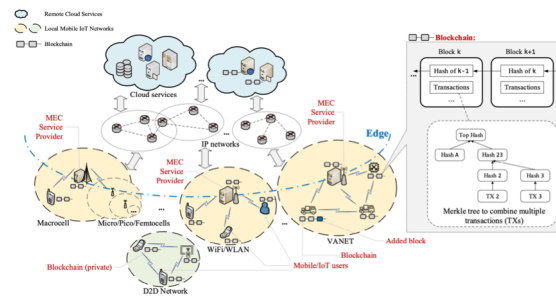 Remote Cloud Services
Local Mobile IoT Networks
Blockchain
Cloud services
IP networks
MEC
Service
Provider
MEC
Service
Provider
MEC
Service
Provider
Edge
Macrocell
Micro/Pico/Femtocells
WiFi/WLAN
VANET
Blockchain (private)
D2D Network
Mobile/IoT users
Added block
Blockchain
Blockchain:
Block k
Block k+1
Hash of k-1
Hash of k
Transactions
Transactions
...
...
Top Hash
Hash A
Hash 23
Hash 2
Hash 3
TX 2
TX 3
Merkle tree to combine multiple
transactions (TXs)